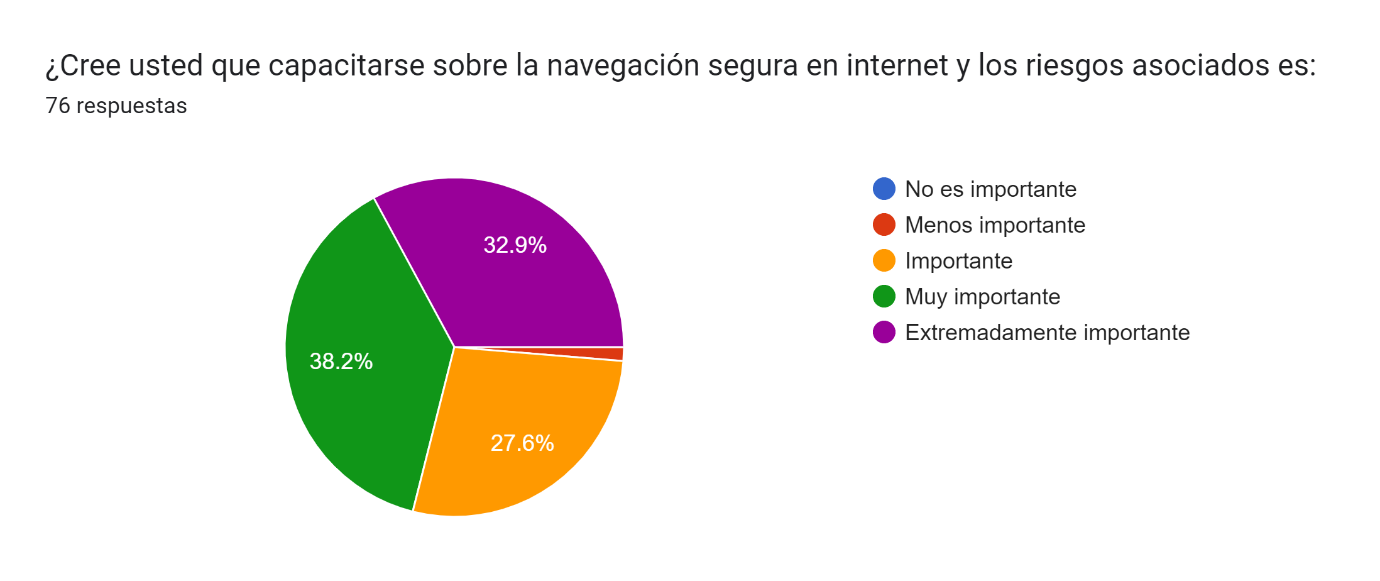 ¿Cree usted que capacitarse sobre la navegación segura en internet y los riesgos asociados es:
76 respuestas
32.9%
38.2%
27.6%
No es importante
Menos importante
Importante
Muy importante
Extremadamente importante